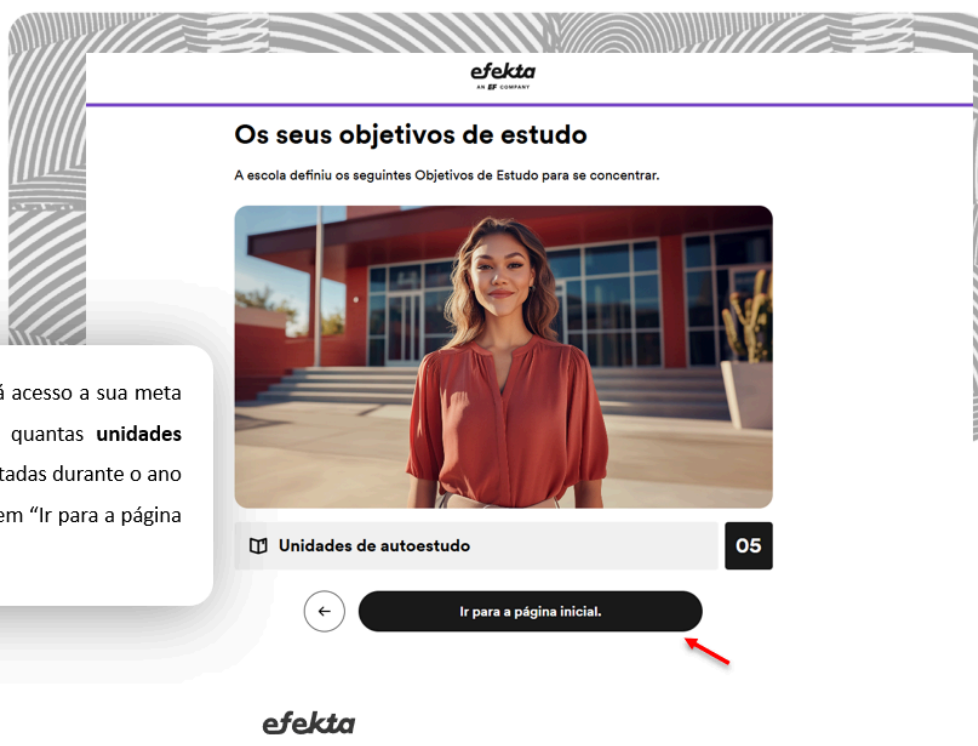 efekta
AN EF COMPANY
Os seus objetivos de estudo
A escola definiu os seguintes Objetivos de Estudo para se concentrar.
á acesso a sua meta
quantas unidades
tadas durante o ano
em “Ir para a página
Unidades de autoestudo
05
Ir para a página inicial.
efekta